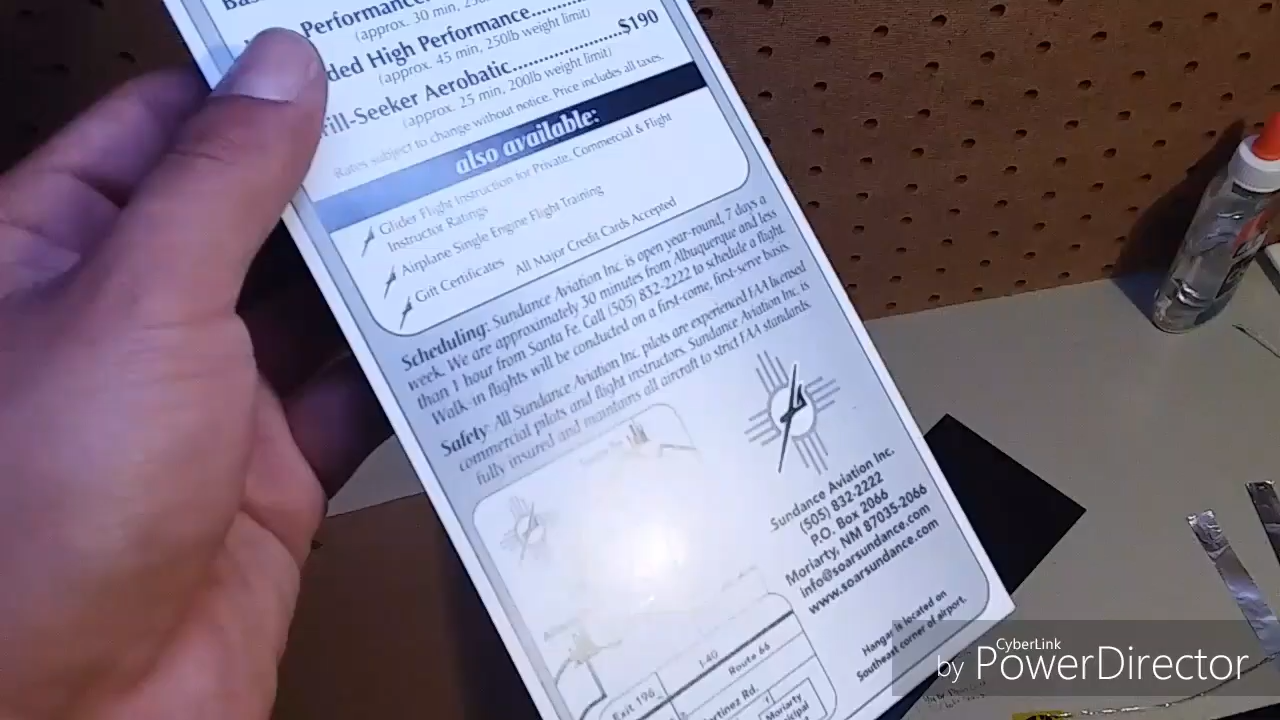 Performance
(approx. 30 min, 250
ded High Performance
(approx. 45 min, 250lb weight limit)
rill-Seeker Aerobatic..........................$190
(approx. 25 min, 200lb weight limit)
Rates subject to change without notice. Price includes all taxes.
also available:
Glider Flight Instruction for Private, Commercial & Flight
Instructor Ratings
Airplane Single Engine Flight Training
Gift Certificates All Major Credit Cards Accepted
Scheduling: Sundance Aviation Inc. is open year-round, 7 days a
week. We are approximately 30 minutes from Albuquerque and less
than 1 hour from Santa Fe. Call (505) 832-2222 to schedule a flight.
Walk-in flights will be conducted on a first-come, first-serve basis.
Safety: All Sundance Aviation Inc. pilots are experienced FAA licensed
commercial pilots and flight instructors. Sundance Aviation Inc. is
fully insured and maintains all aircraft to strict FAA standards.
Sundance Aviation Inc.
(505) 832-2222
P.O. Box 2066
Moriarty, NM 87035-2066
info@soarsundance.com
www.soarsundance.com
Hangar is located on
Southeast corner of airport.
I-40
Route 66
Exit 196
rtinez Rd.
Moriarty
icipal
CyberLink
by PowerDirector